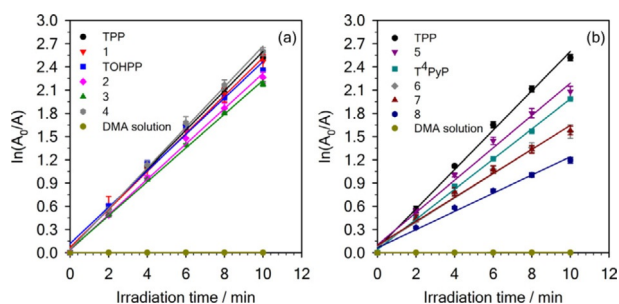 (a)
ln(A₀/A)
2.7
2.4
2.1
1.8
1.5
1.2
0.9
0.6
0.3
0.0
TPP
1
TOHPP
2
3
4
DMA solution
0 2 4 6 8 10 12
Irradiation time / min
(b)
ln(A₀/A)
2.7
2.4
2.1
1.8
1.5
1.2
0.9
0.6
0.3
0.0
TPP
5
T⁴PyP
6
7
8
DMA solution
0 2 4 6 8 10 12
Irradiation time / min